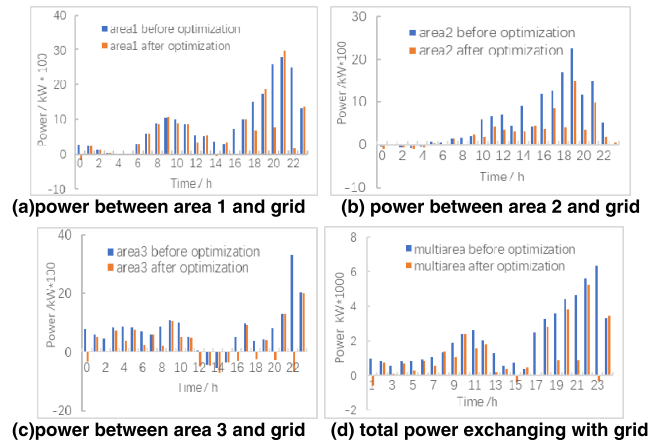 40
area1 before optimization
area1 after optimization
30
20
10
0
-10
Power / kW * 100
0 2 4 6 8 10 12 14 16 18 20 22
Time / h
(a)power between area 1 and grid
30
area2 before optimization
area2 after optimization
20
10
0
-10
Power /kW*100
0 2 4 6 8 10 12 14 16 18 20 22
Time / h
(b) power between area 2 and grid
40
area3 before optimization
area3 after optimization
20
0
-20
Power /kW*100
0 2 4 6 8 10 12 14 16 18 20 22
Time / h
(c)power between area 3 and grid
8
multiarea before optimization
multiarea after optimization
6
4
2
0
-2
Power kW*1000
1 3 5 7 9 11 13 15 17 19 21 23
Time /h
(d) total power exchanging with grid